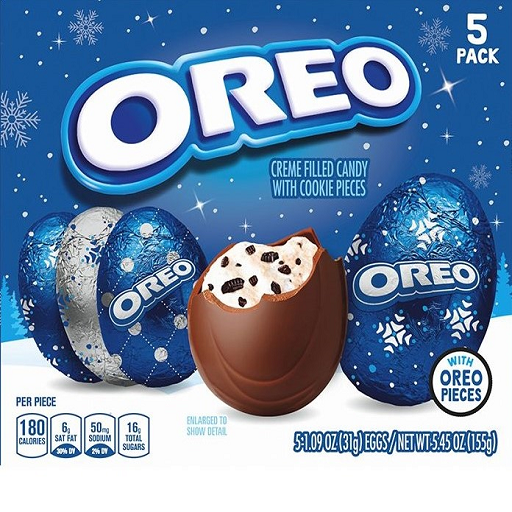 5
PACK
OREO
CREME FILLED CANDY
WITH COOKIE PIECES
OREO
OREO
WITH
OREO
PIECES
PER PIECE
180
CALORIES
6g
SAT FAT
30% DV
50mg
SODIUM
2% DV
16g
TOTAL
SUGARS
ENLARGED TO
SHOW DETAIL
5-1.09 OZ (31g) EGGS / NET WT 5.45 OZ (155g)